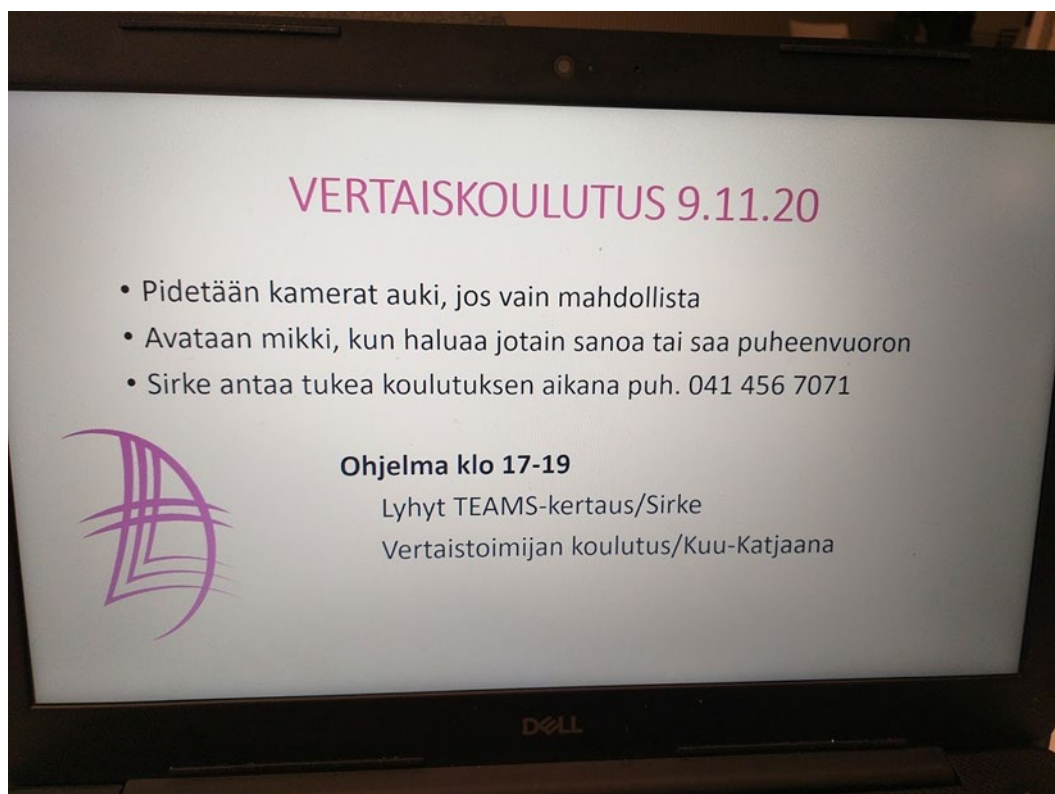 VERTAISKOULUTUS 9.11.20
• Pidetään kamerat auki, jos vain mahdollista
• Avataan mikki, kun haluaa jotain sanoa tai saa puheenvuoron
• Sirke antaa tukea koulutuksen aikana puh. 041 456 7071
Ohjelma klo 17-19
Lyhyt TEAMS-kertaus/Sirke
Vertaistoimijan koulutus/Kuu-Katjaana
DELL